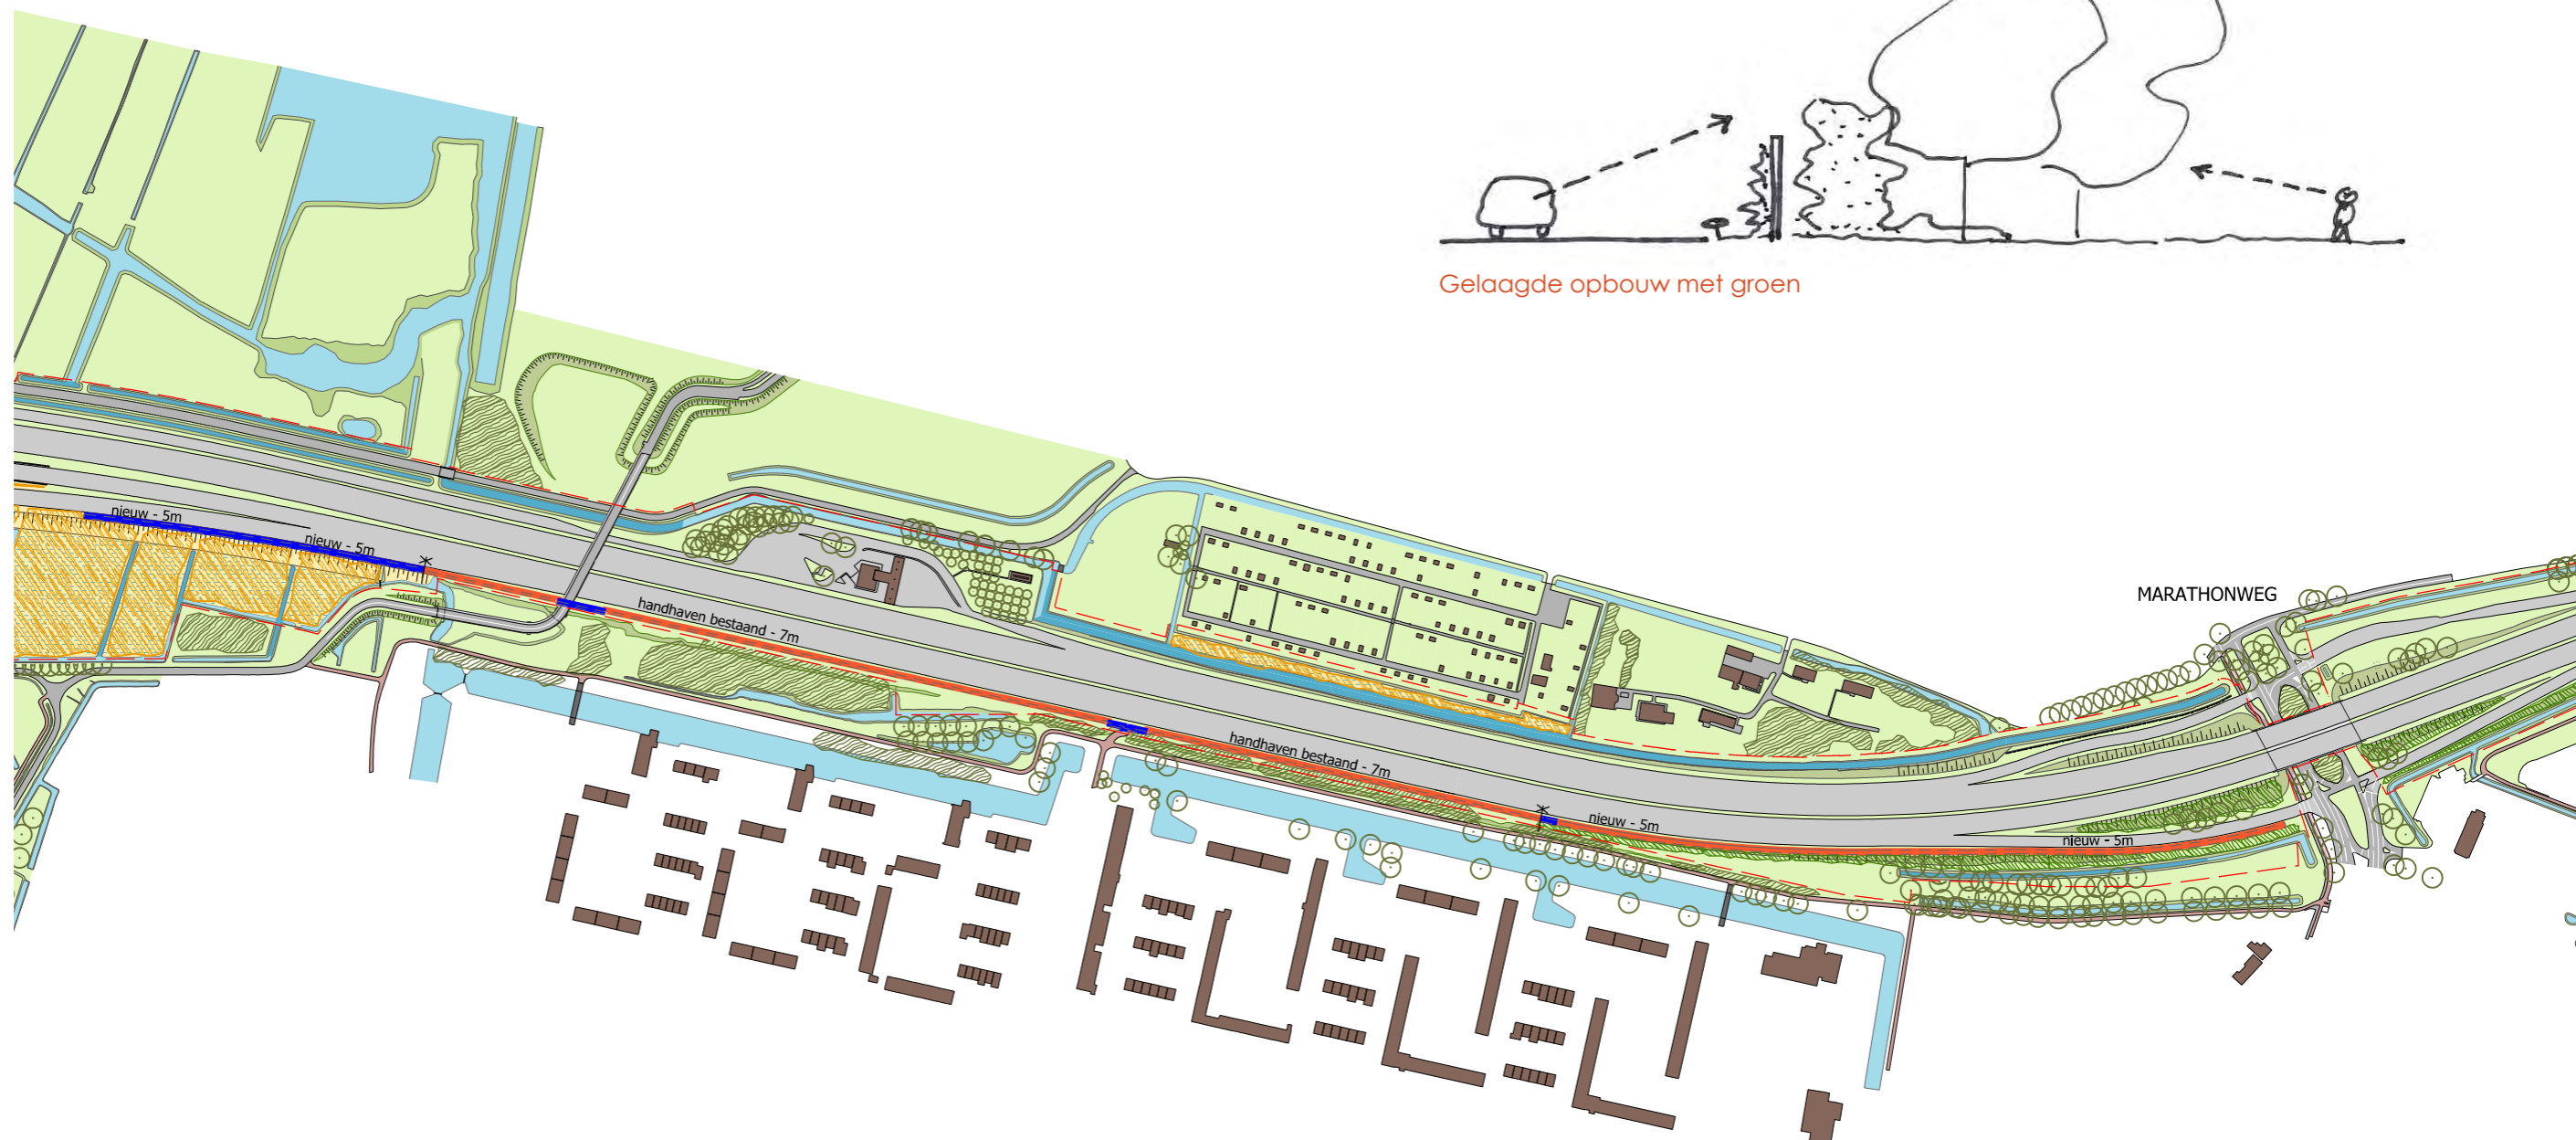 Gelaagde opbouw met groen
nieuw - 5m
nieuw - 5m
handhaven bestaand - 7m
MARATHONWEG
handhaven bestaand - 7m
nieuw - 5m
nieuw - 5m